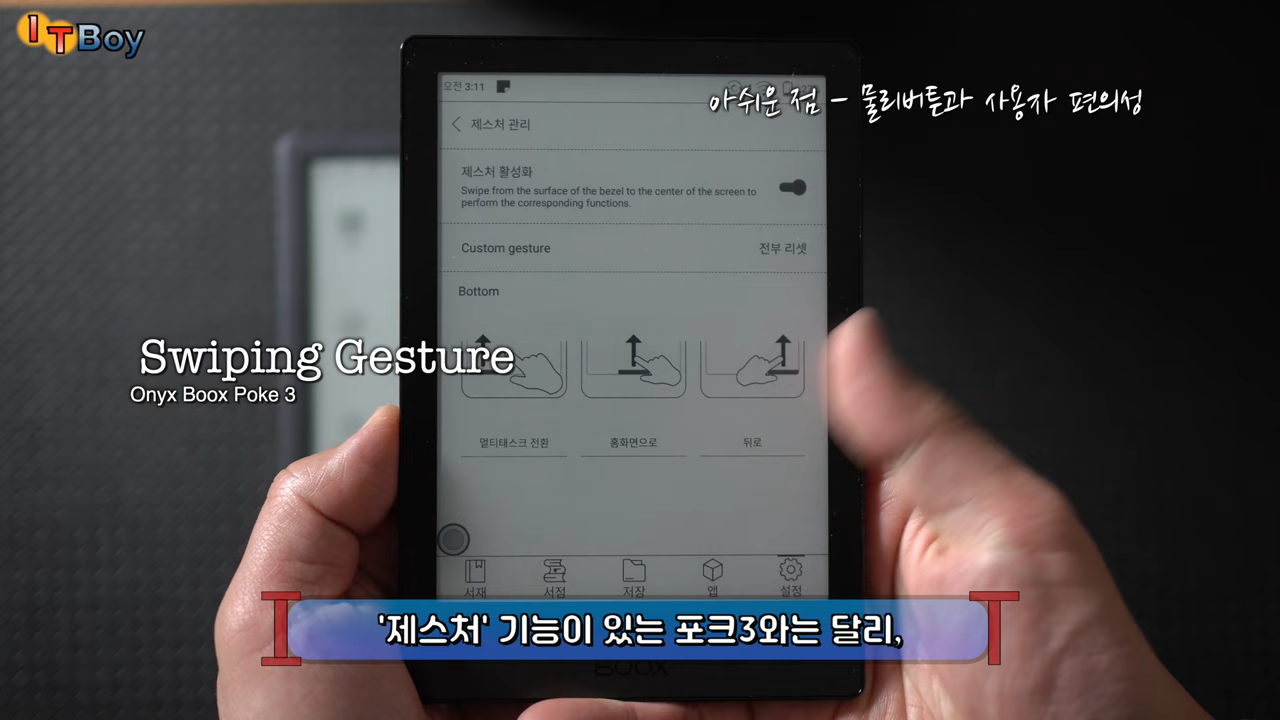 ITBoy
오전 3:11
아쉬운 점 - 물리버튼과 사용자 편의성
제스처 관리
제스처 활성화
Swipe from the surface of the bezel to the center of the screen to
perform the corresponding functions.
Custom gesture 전부 리셋
Bottom
Swiping Gesture
Onyx Boox Poke 3
멀티태스크 전환 홈화면으로 뒤로
서재 서점 저장 앱 설정
I '제스처' 기능이 있는 포크3와는 달리, T
BOOX